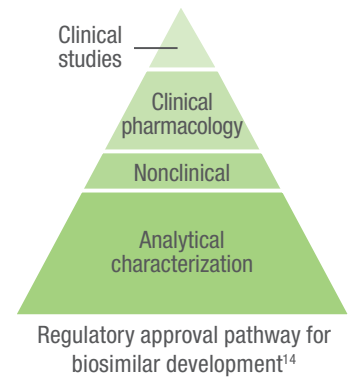 Clinical
studies
Clinical
pharmacology
Nonclinical
Analytical
characterization
Regulatory approval pathway for
biosimilar development¹⁴